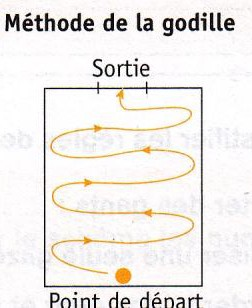 Méthode de la godille
Sortie
Point de départ